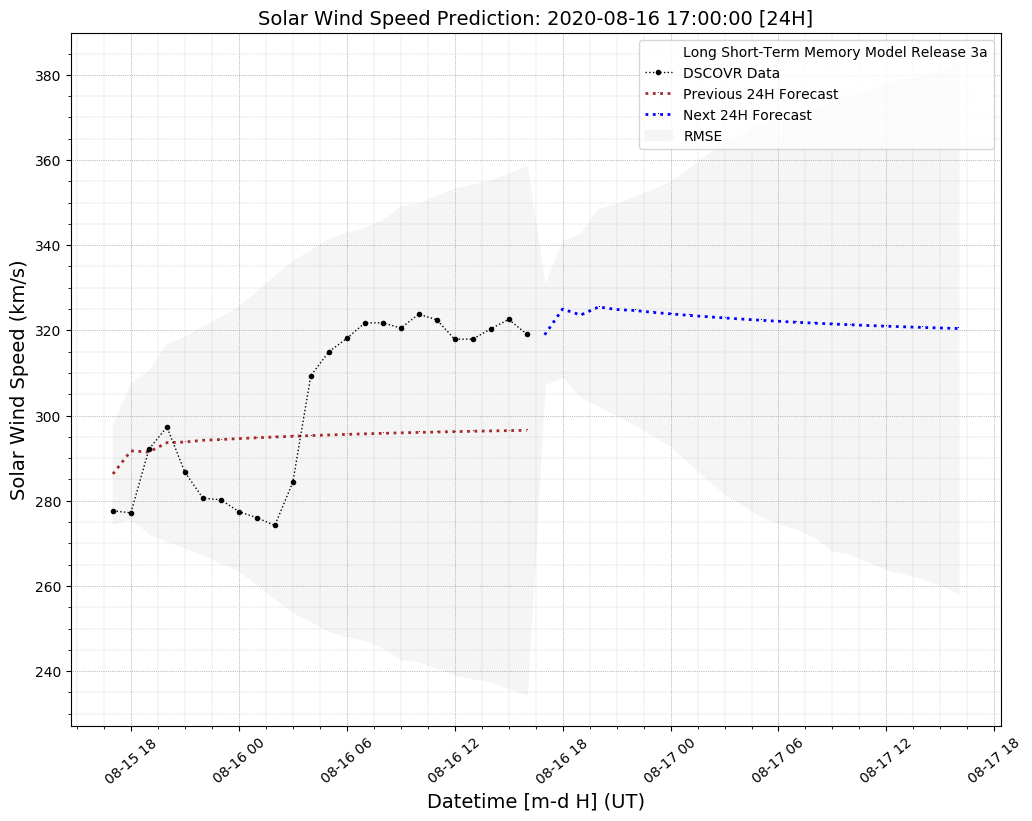 Solar Wind Speed Prediction: 2020-08-16 17:00:00 [24H]
Long Short-Term Memory Model Release 3a
DSCOVR Data
Previous 24H Forecast
Next 24H Forecast
RMSE
Solar Wind Speed (km/s)
380
360
340
320
300
280
260
240
08-15 18
08-16 00
08-16 06
08-16 12
08-16 18
08-17 00
08-17 06
08-17 12
08-17 18
Datetime [m-d H] (UT)